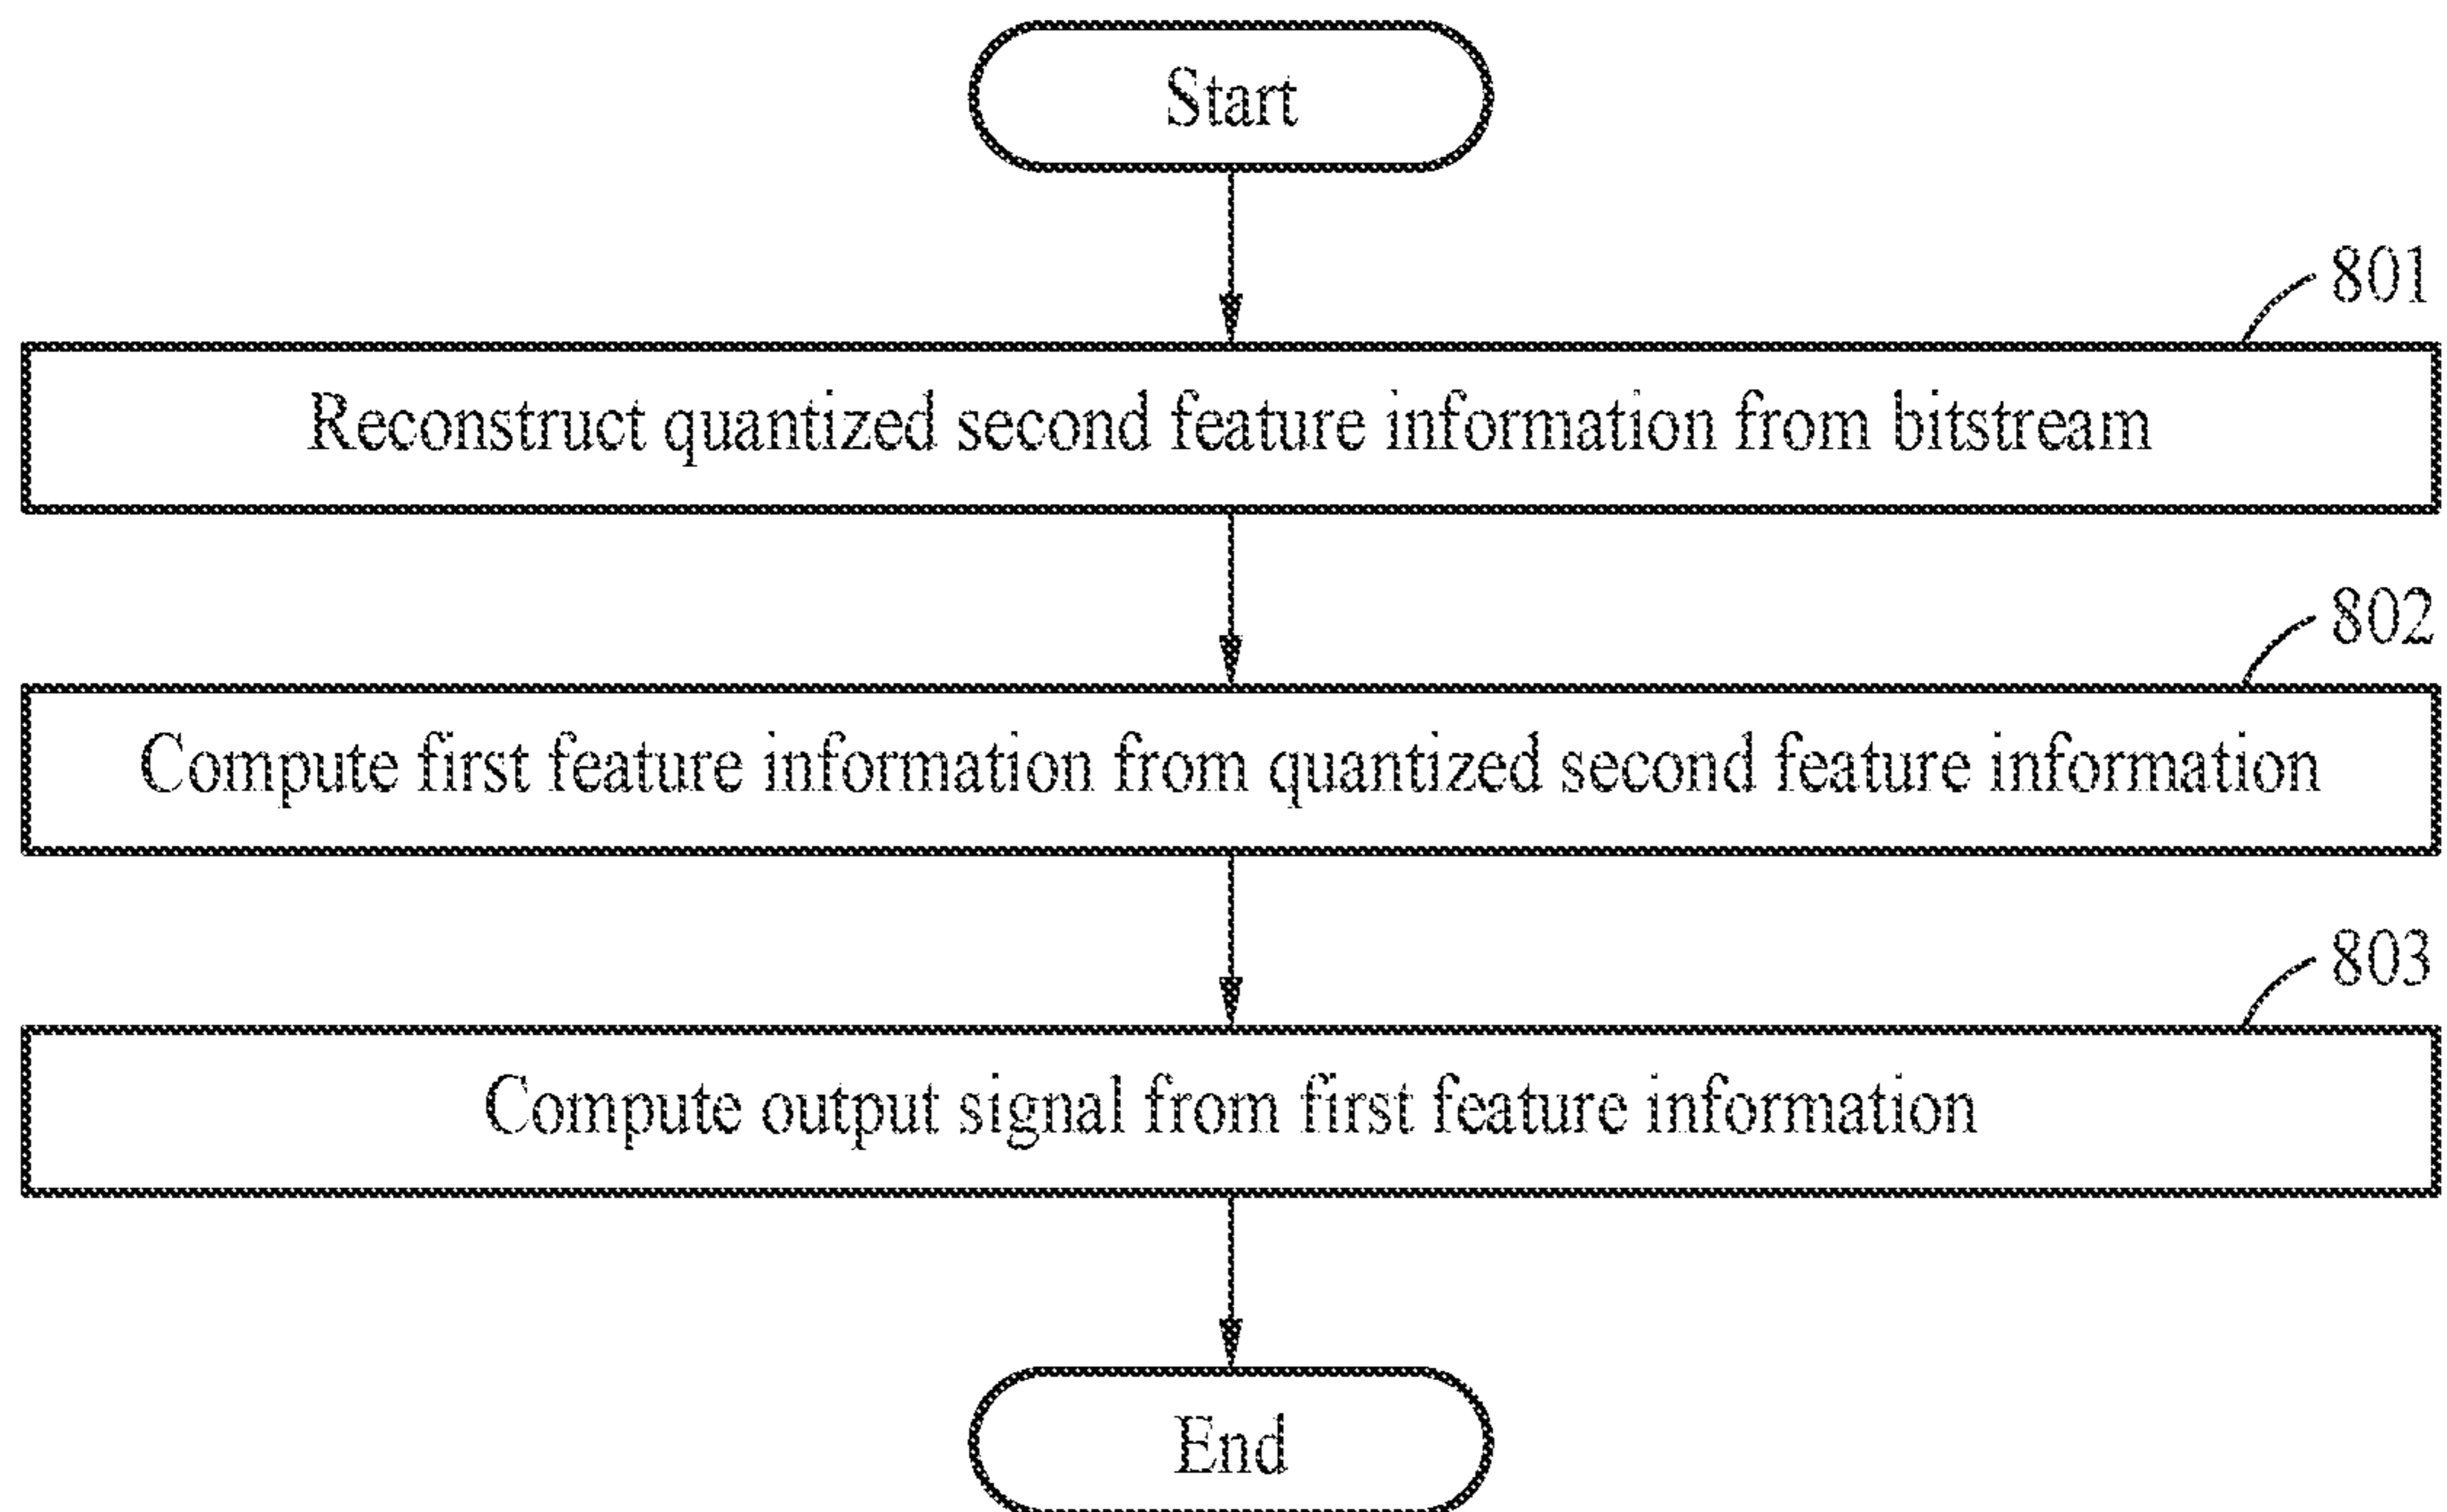 Start
801
Reconstruct quantized second feature information from bitstream
802
Compute first feature information from quantized second feature information
803
Compute output signal from first feature information
End